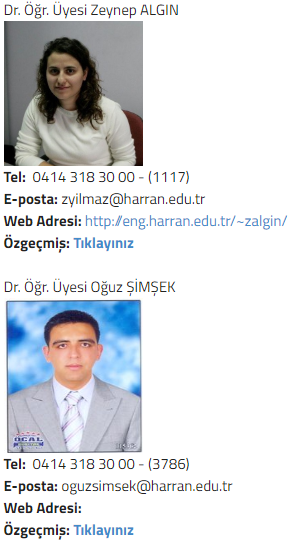 Dr. Öğr. Üyesi Zeynep ALGIN
Tel: 0414 318 30 00 - (1117)
E-posta: zyilmaz@harran.edu.tr
Web Adresi: http://eng.harran.edu.tr/~zalgin/
Özgeçmiş: Tıklayınız
Dr. Öğr. Üyesi Oğuz ŞİMŞEK
ÖCAL
Tel: 0414 318 30 00 - (3786)
E-posta: oguzsimsek@harran.edu.tr
Web Adresi:
Özgeçmiş: Tıklayınız